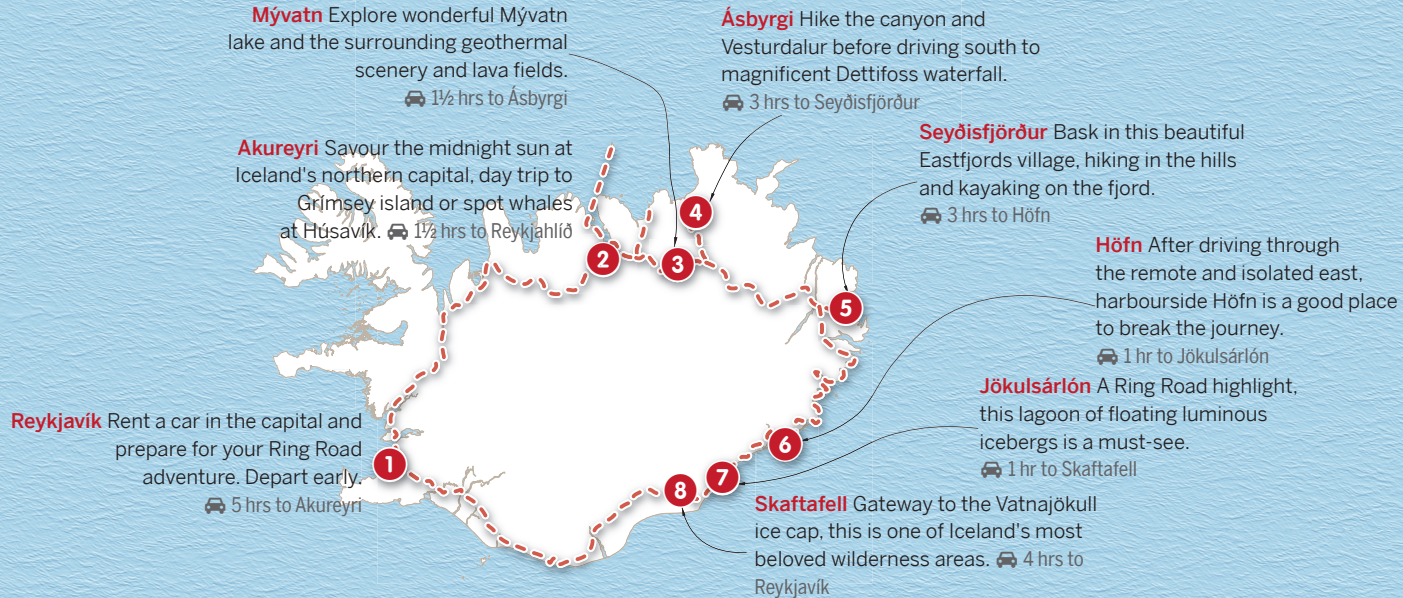 Mývatn Explore wonderful Mývatn
lake and the surrounding geothermal
scenery and lava fields.
1½ hrs to Ásbyrgi
Ásbyrgi Hike the canyon and
Vesturdalur before driving south to
magnificent Dettifoss waterfall.
3 hrs to Seyðisfjörður
Akureyri Savour the midnight sun at
Iceland's northern capital, day trip to
Grímsey island or spot whales
at Húsavík. 1½ hrs to Reykjahlíð
Seyðisfjörður Bask in this beautiful
Eastfjords village, hiking in the hills
and kayaking on the fjord.
3 hrs to Höfn
Höfn After driving through
the remote and isolated east,
harbourside Höfn is a good place
to break the journey.
1 hr to Jökulsárlón
Jökulsárlón A Ring Road highlight,
this lagoon of floating luminous
icebergs is a must-see.
1 hr to Skaftafell
Reykjavík Rent a car in the capital and
prepare for your Ring Road
adventure. Depart early.
5 hrs to Akureyri
Skaftafell Gateway to the Vatnajökull
ice cap, this is one of Iceland's most
beloved wilderness areas. 4 hrs to
Reykjavík
1
2
3
4
5
6
7
8